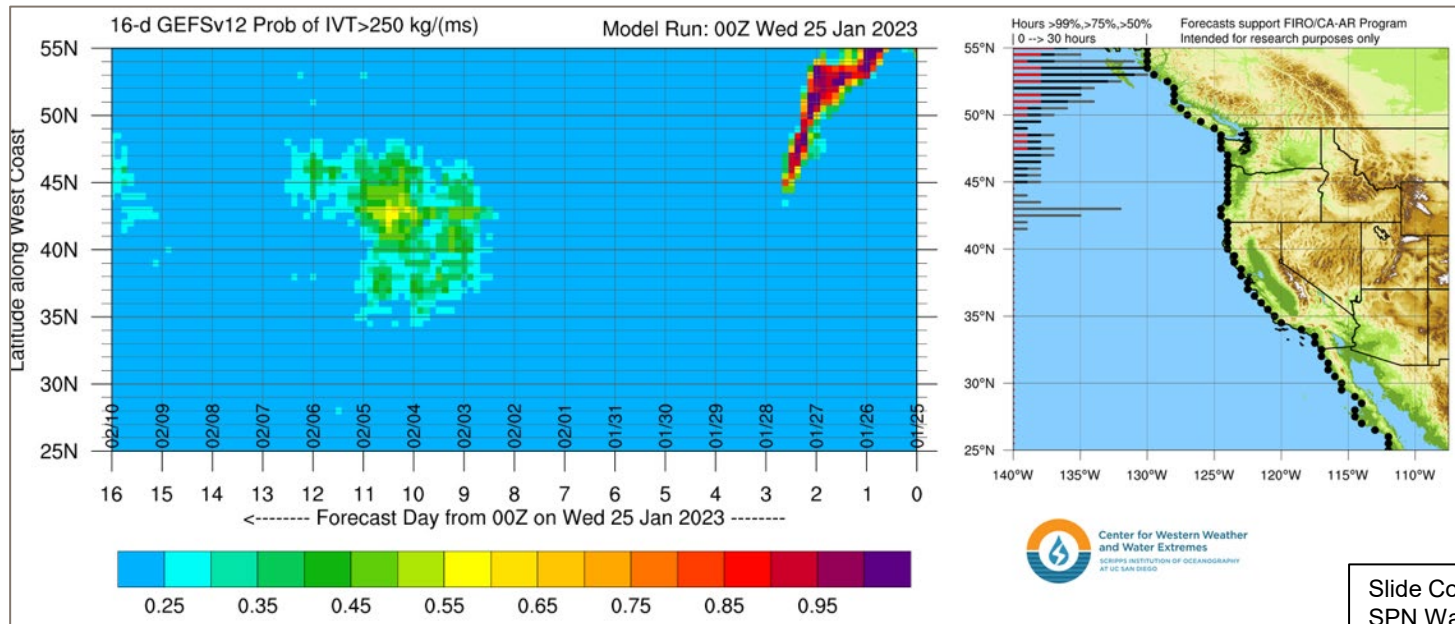 16-d GEFSv12 Prob of IVT>250 kg/(ms)
Model Run: 00Z Wed 25 Jan 2023
Latitude along West Coast
55N
50N
45N
40N
35N
30N
25N
02/10
02/09
02/08
02/07
02/06
02/05
02/04
02/03
02/02
02/01
01/31
01/30
01/29
01/28
01/27
01/26
01/25
16 15 14 13 12 11 10 9 8 7 6 5 4 3 2 1 0
<-------- Forecast Day from 00Z on Wed 25 Jan 2023 --------
0.25 0.35 0.45 0.55 0.65 0.75 0.85 0.95
Hours >99%,>75%,>50%
| 0 --> 30 hours |
Forecasts support FIRO/CA-AR Program
Intended for research purposes only
55°N
50°N
45°N
40°N
35°N
30°N
25°N
140°W 135°W 130°W 124°W 119°W 114°W 110°W
Center for Western Weather
and Water Extremes
SCRIPPS INSTITUTION OF OCEANOGRAPHY
AT UC SAN DIEGO
Slide Co
SPN Wa